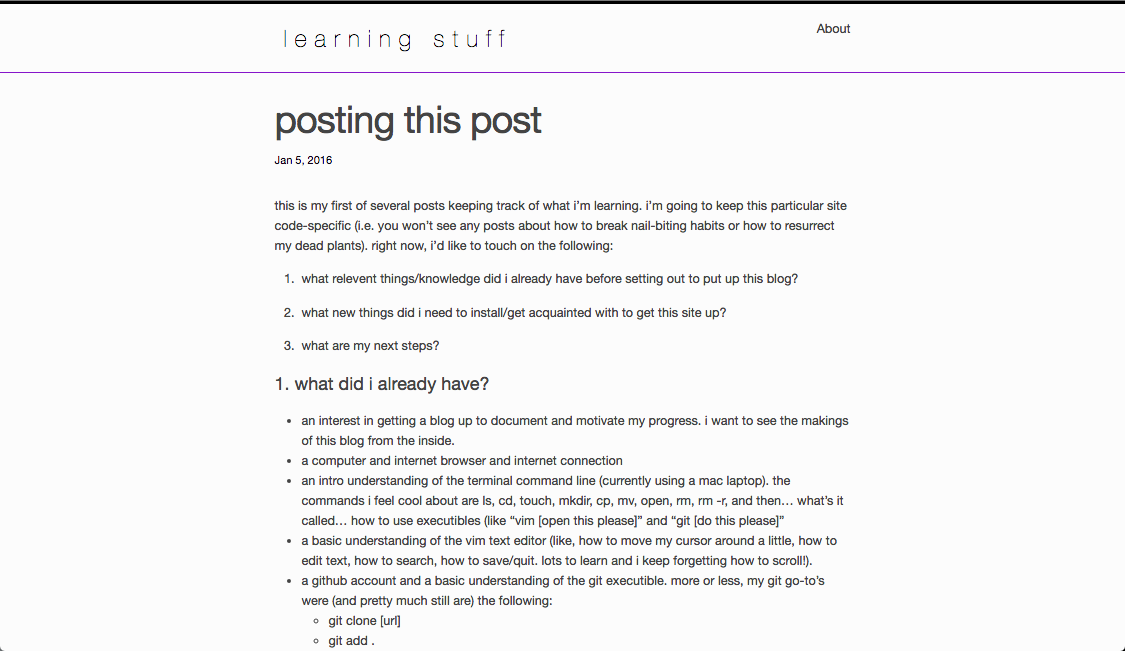 learning stuff
About
posting this post
Jan 5, 2016
this is my first of several posts keeping track of what i’m learning. i’m going to keep this particular site
code-specific (i.e. you won’t see any posts about how to break nail-biting habits or how to resurrect
my dead plants). right now, i’d like to touch on the following:
1. what relevent things/knowledge did i already have before setting out to put up this blog?
2. what new things did i need to install/get acquainted with to get this site up?
3. what are my next steps?
1. what did i already have?
• an interest in getting a blog up to document and motivate my progress. i want to see the makings
of this blog from the inside.
• a computer and internet browser and internet connection
• an intro understanding of the terminal command line (currently using a mac laptop). the
commands i feel cool about are ls, cd, touch, mkdir, cp, mv, open, rm, rm -r, and then… what’s it
called… how to use executibles (like “vim [open this please]” and “git [do this please]”
• a basic understanding of the vim text editor (like, how to move my cursor around a little, how to
edit text, how to search, how to save/quit. lots to learn and i keep forgetting how to scroll!).
• a github account and a basic understanding of the git executible. more or less, my git go-to’s
were (and pretty much still are) the following:
◦ git clone [url]
◦ git add .